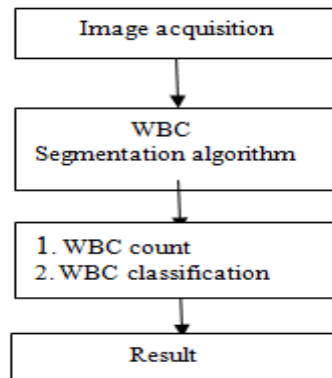 Image acquisition
WBC
Segmentation algorithm
1. WBC count
2. WBC classification
Result